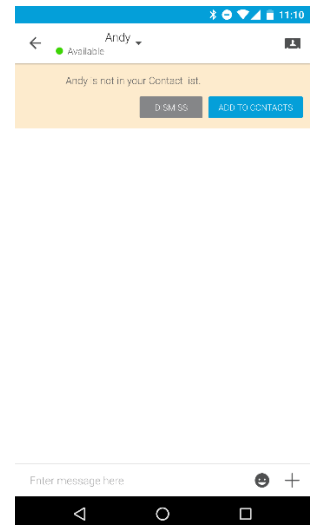 11:10
Andy
Available
Andy is not in your Contact list.
DISMISS ADD TO CONTACTS
Enter message here